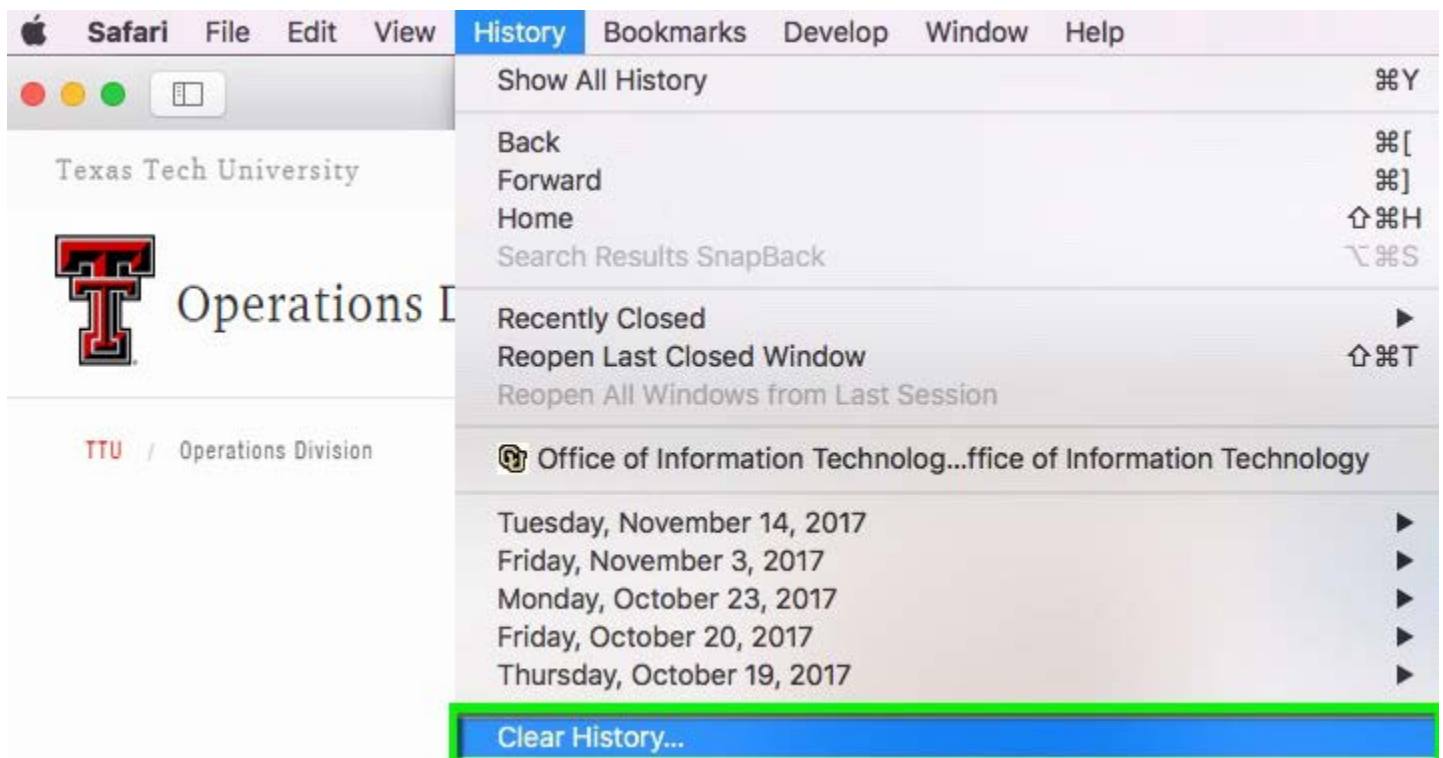 Safari File Edit View History Bookmarks Develop Window Help
Show All History ⌘Y
Back ⌘[
Forward ⌘]
Home ⇧⌘H
Search Results SnapBack ⌥⌘S
Recently Closed ▶
Reopen Last Closed Window ⇧⌘T
Reopen All Windows from Last Session
Office of Information Technolog...ffice of Information Technology
Tuesday, November 14, 2017 ▶
Friday, November 3, 2017 ▶
Monday, October 23, 2017 ▶
Friday, October 20, 2017 ▶
Thursday, October 19, 2017 ▶
Clear History...
Texas Tech University
Operations D
TTU / Operations Division